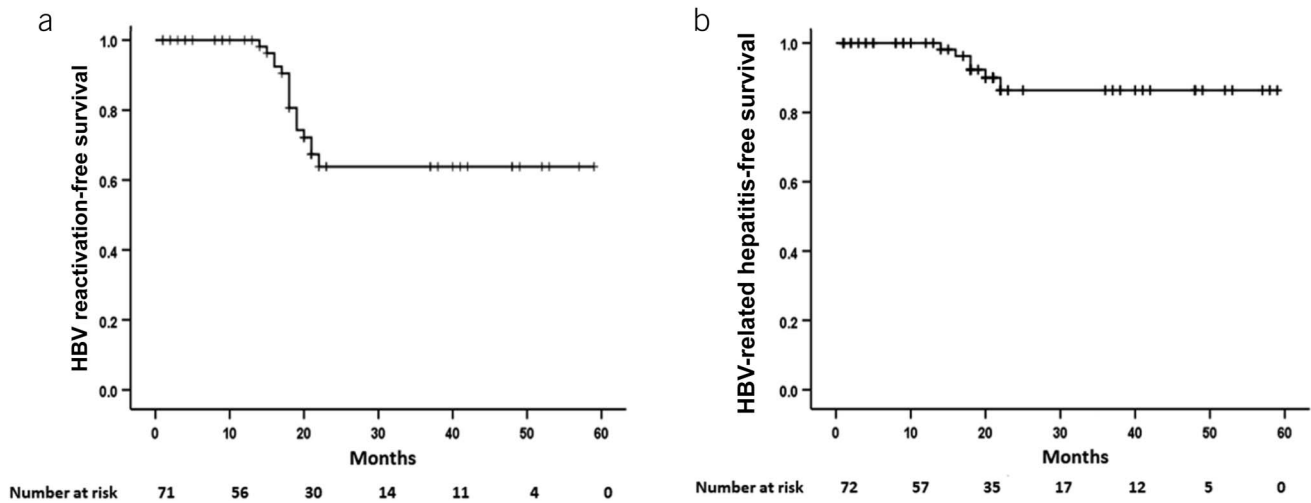 a
HBV reactivation-free survival
1.0
0.8
0.6
0.4
0.2
0.0
0 10 20 30 40 50 60
Months
Number at risk 71 56 30 14 11 4 0
b
HBV-related hepatitis-free survival
1.0
0.8
0.6
0.4
0.2
0.0
0 10 20 30 40 50 60
Months
Number at risk 72 57 35 17 12 5 0